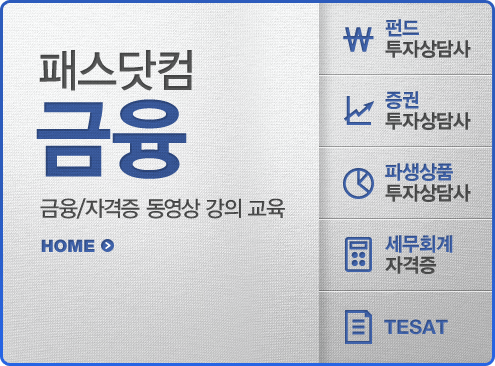 패스닷컴
금융
금융/자격증 동영상 강의 교육
HOME
펀드
투자상담사
증권
투자상담사
파생상품
투자상담사
세무회계
자격증
TESAT